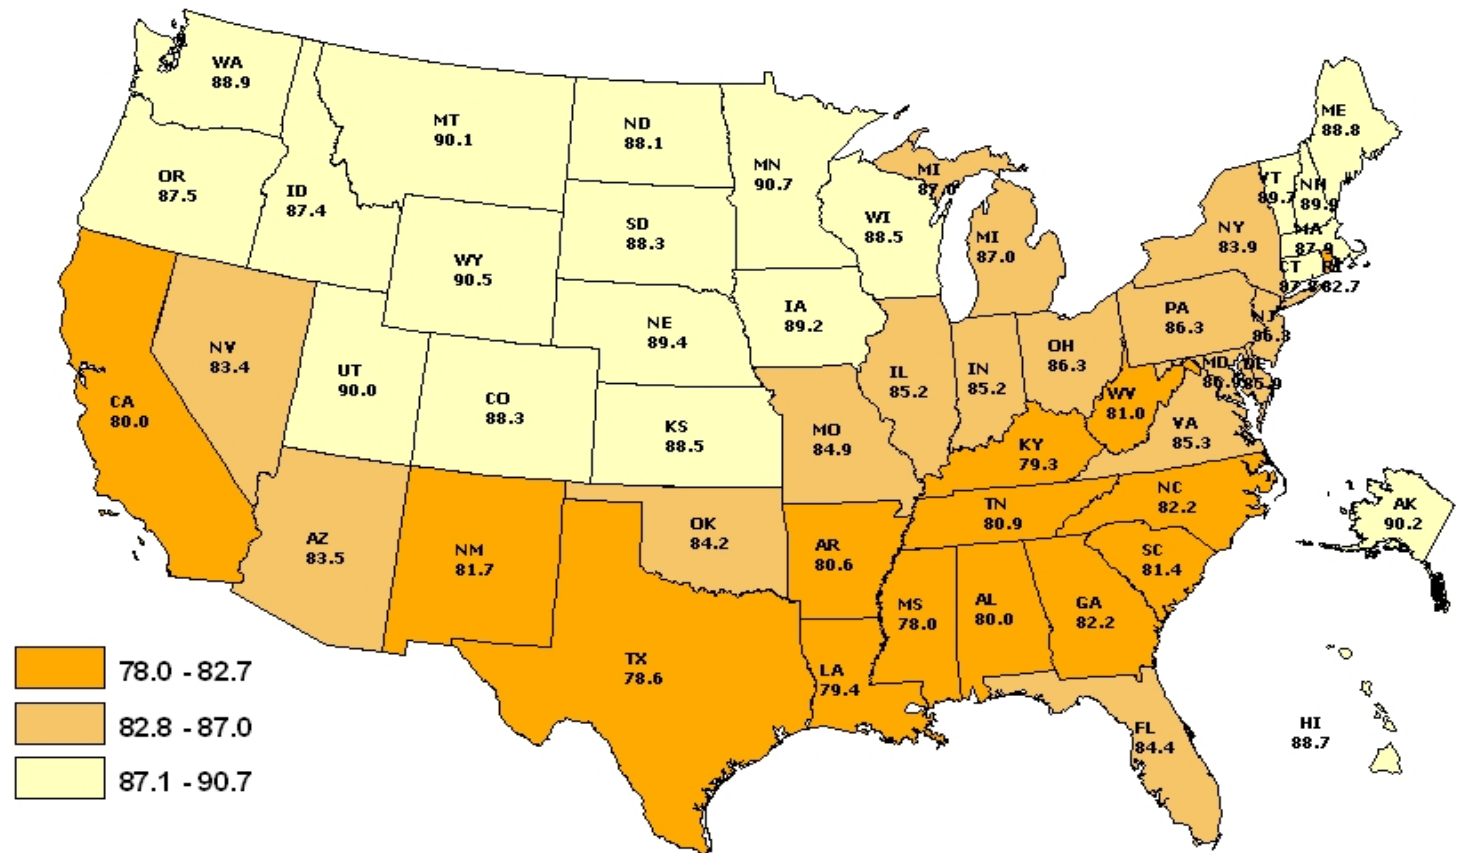 WA
88.9
MT
90.1
ND
88.1
MN
90.7
ME
88.8
OR
87.5
ID
87.4
SD
88.3
WI
88.5
MI
87.0
MI
87.0
VT
89.7
NH
89.9
NY
83.9
MA
87.9
WY
90.5
CT
87.8
RI
82.7
NV
83.4
UT
90.0
NE
89.4
IA
89.2
PA
86.3
NJ
86.3
CA
80.0
CO
88.3
KS
88.5
MO
84.9
IL
85.2
IN
85.2
OH
86.3
WV
81.0
MD
86.9
DE
85.9
VA
85.3
KY
79.3
AZ
83.5
NM
81.7
OK
84.2
AR
80.6
TN
80.9
NC
82.2
AK
90.2
SC
81.4
MS
78.0
AL
80.0
GA
82.2
TX
78.6
LA
79.4
FL
84.4
HI
88.7
78.0 - 82.7
82.8 - 87.0
87.1 - 90.7